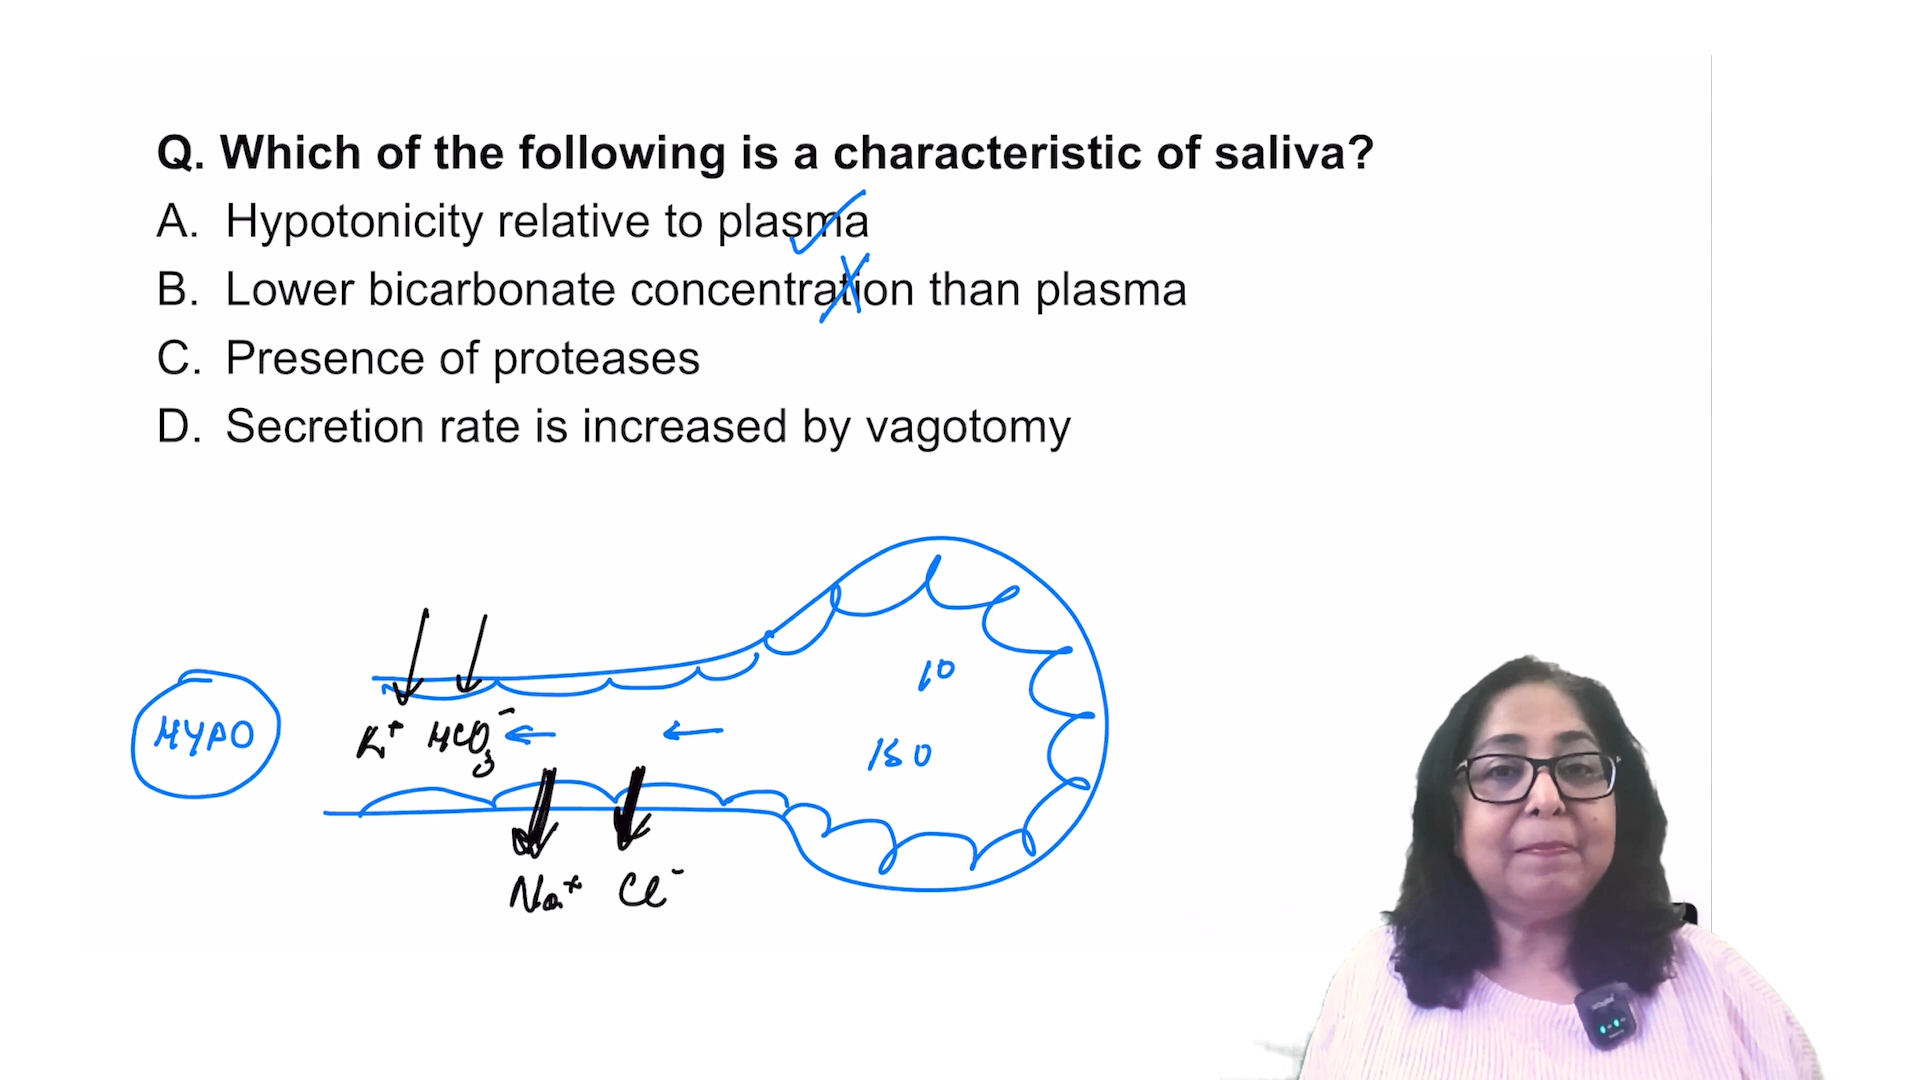 Q. Which of the following is a characteristic of saliva?
A. Hypotonicity relative to plasma
B. Lower bicarbonate concentration than plasma
C. Presence of proteases
D. Secretion rate is increased by vagotomy
10
HYPO K⁺ HCO₃⁻ 150
Na⁺ Cl⁻